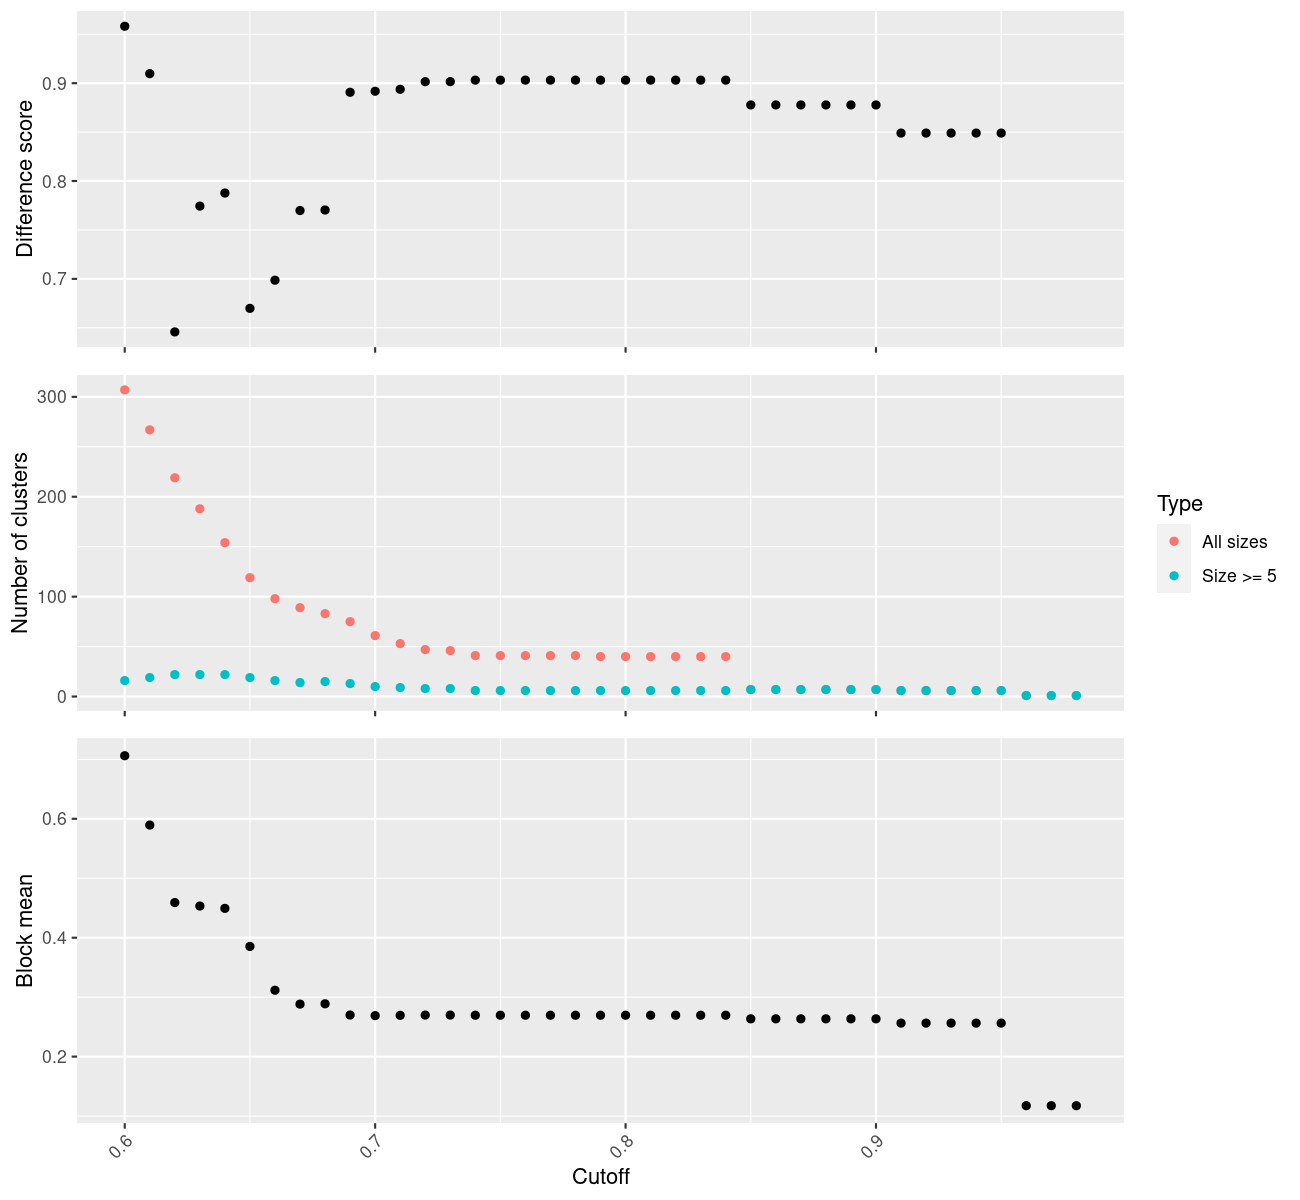 Difference score
0.9
0.8
0.7
Number of clusters
300
200
100
0
Type
All sizes
Size >= 5
Block mean
0.6
0.4
0.2
0.6
0.7
0.8
0.9
Cutoff